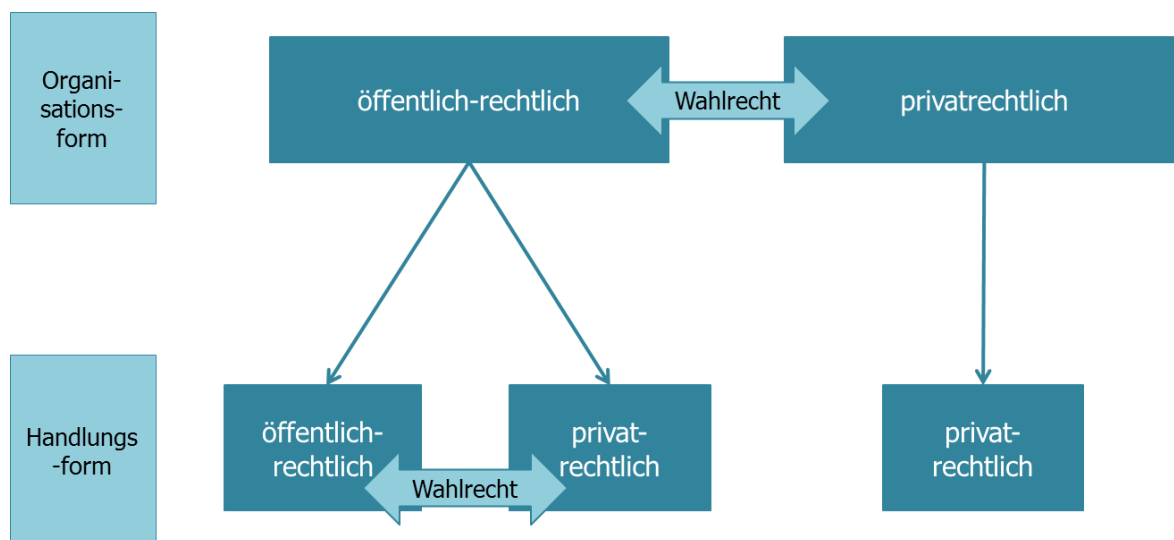 Organi-
sations-
form
öffentlich-rechtlich
Wahlrecht
privatrechtlich
Handlungs
-form
öffentlich-
rechtlich
Wahlrecht
privat-
rechtlich
privat-
rechtlich